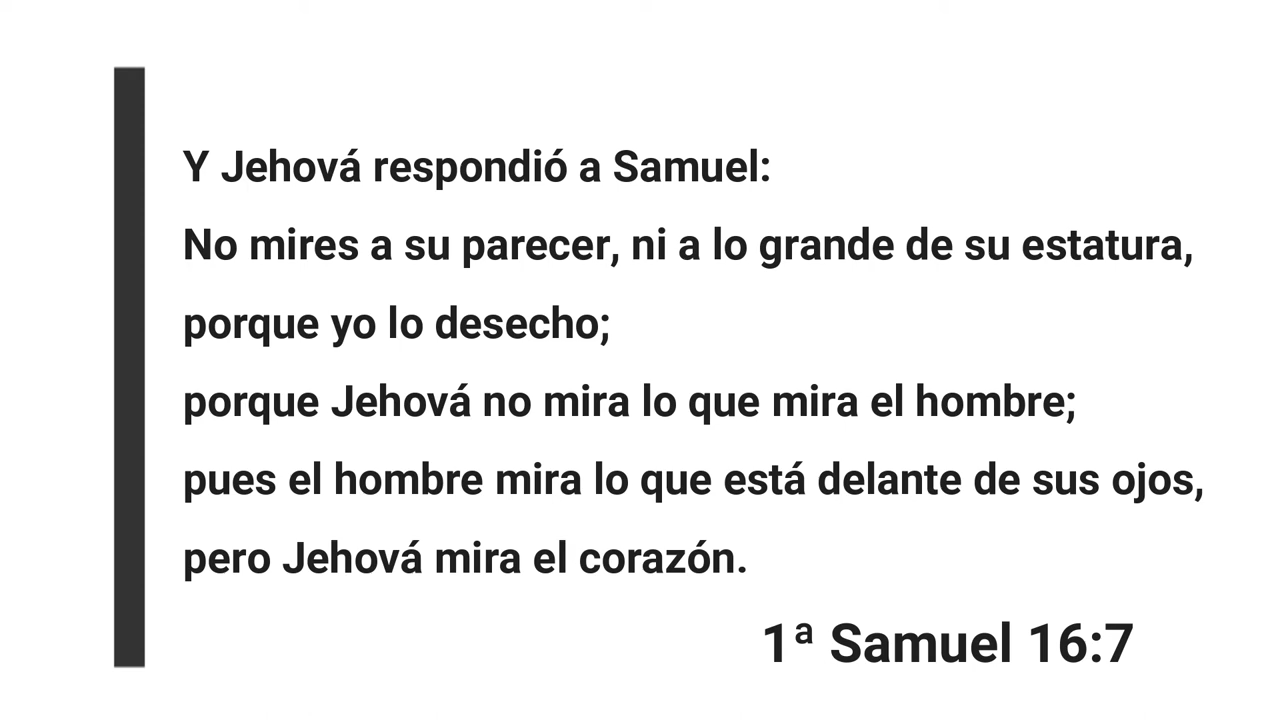 Y Jehová respondió a Samuel:
No mires a su parecer, ni a lo grande de su estatura,
porque yo lo desecho;
porque Jehová no mira lo que mira el hombre;
pues el hombre mira lo que está delante de sus ojos,
pero Jehová mira el corazón.
1ª Samuel 16:7